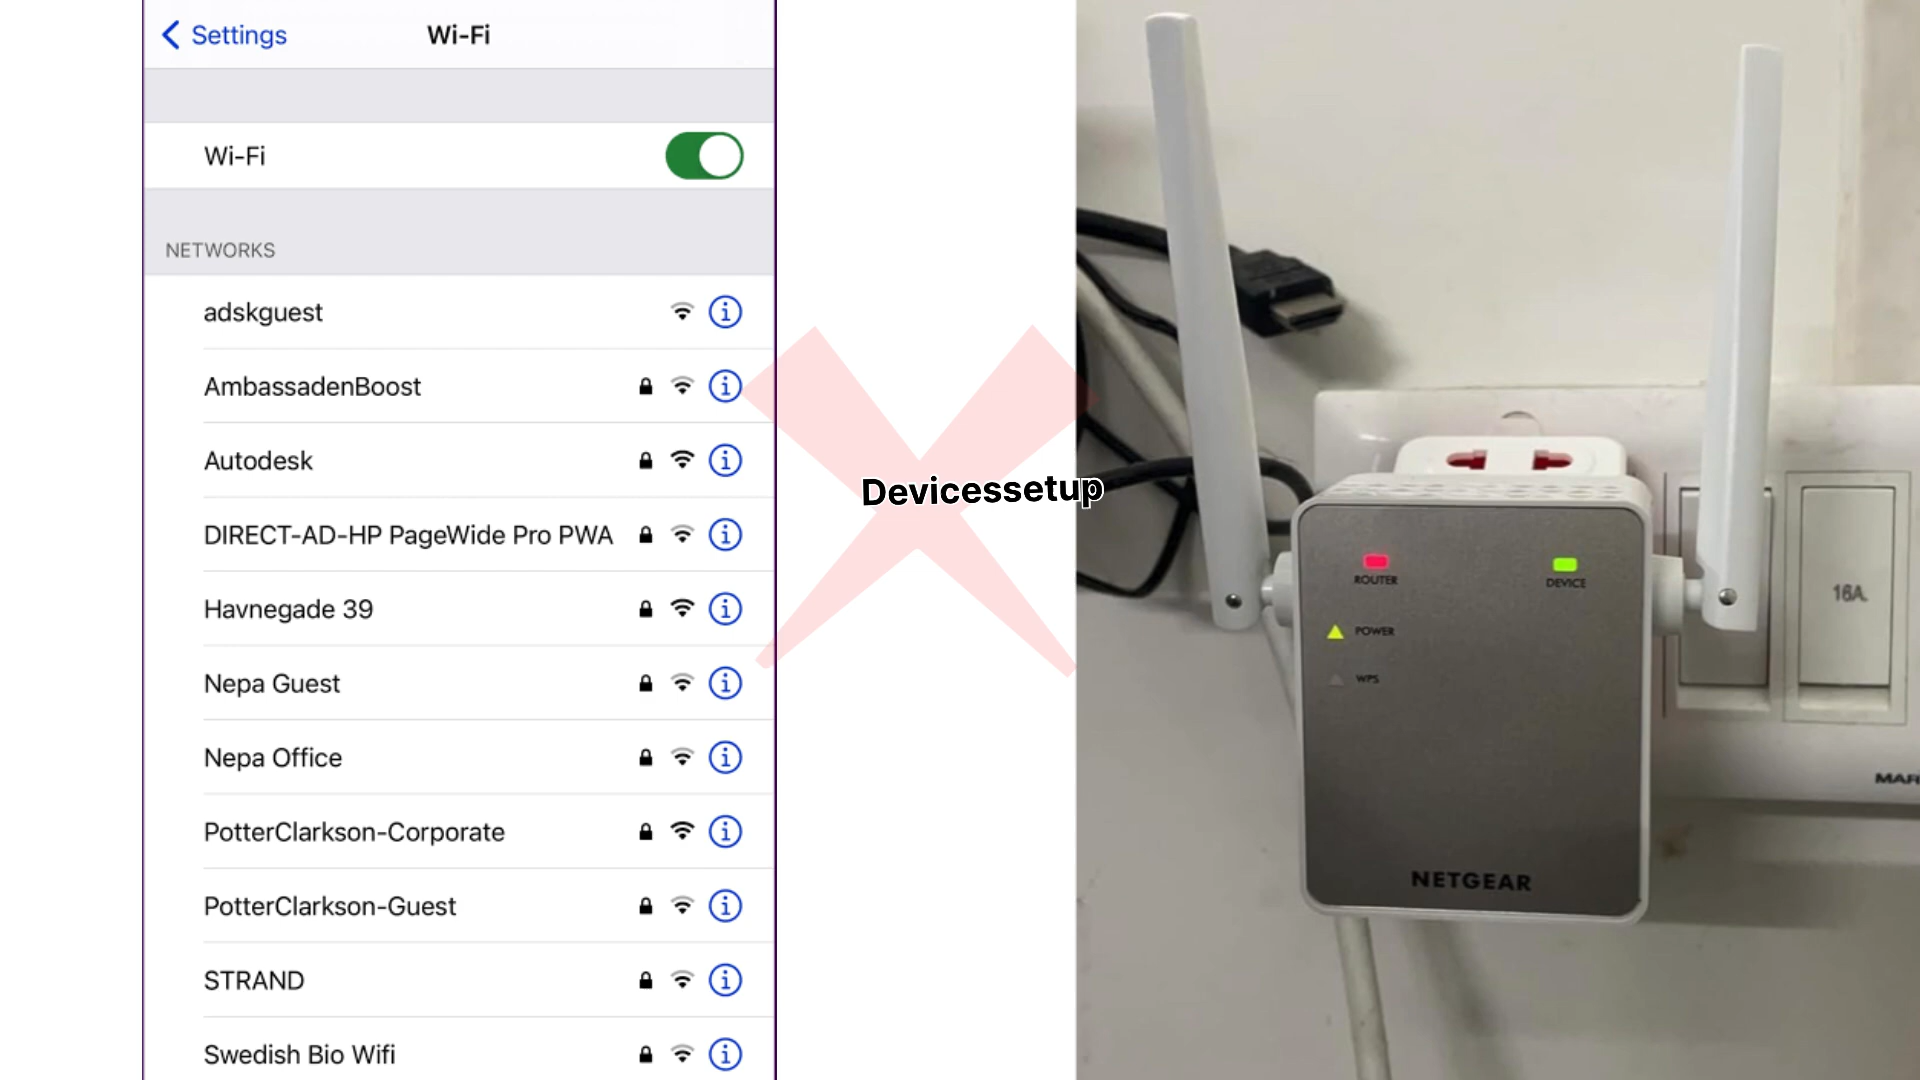 Settings
Wi-Fi
Wi-Fi
NETWORKS
adskguest
AmbassadenBoost
Autodesk
DIRECT-AD-HP PageWide Pro PWA
Havnegade 39
Nepa Guest
Nepa Office
PotterClarkson-Corporate
PotterClarkson-Guest
STRAND
Swedish Bio Wifi
Devicessetup
ROUTER
DEVICE
POWER
WPS
NETGEAR
16A.
MAR